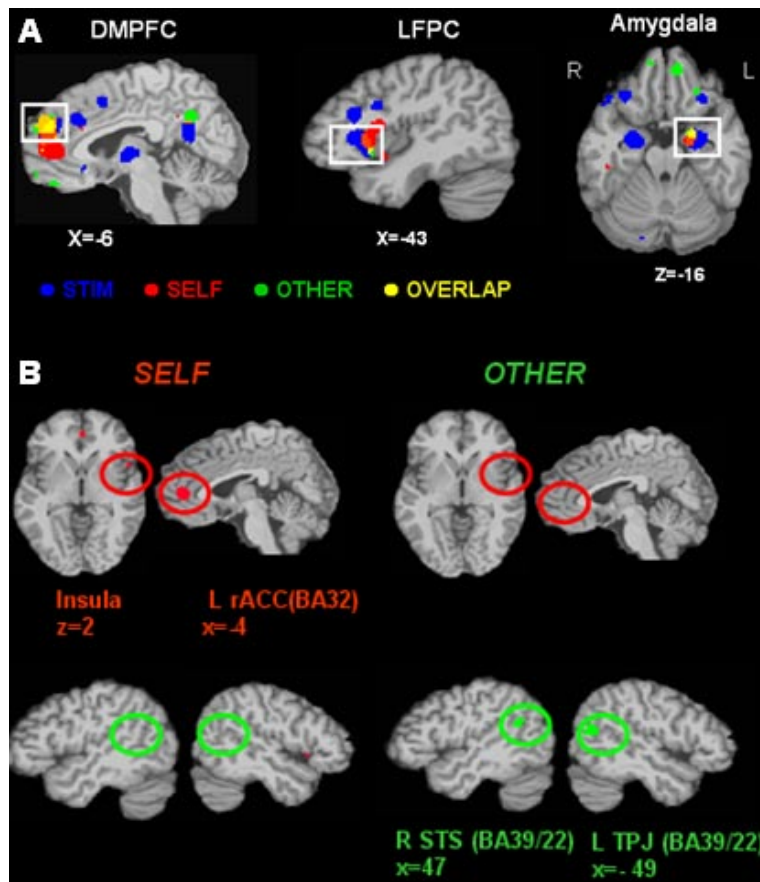 A
DMPFC LFPC Amygdala
R L
X=-6 X=-43
Z=-16
STIM SELF OTHER OVERLAP
B
SELF OTHER
Insula L rACC(BA32)
z=2 x=-4
R STS (BA39/22) L TPJ (BA39/22)
x=47 x=- 49